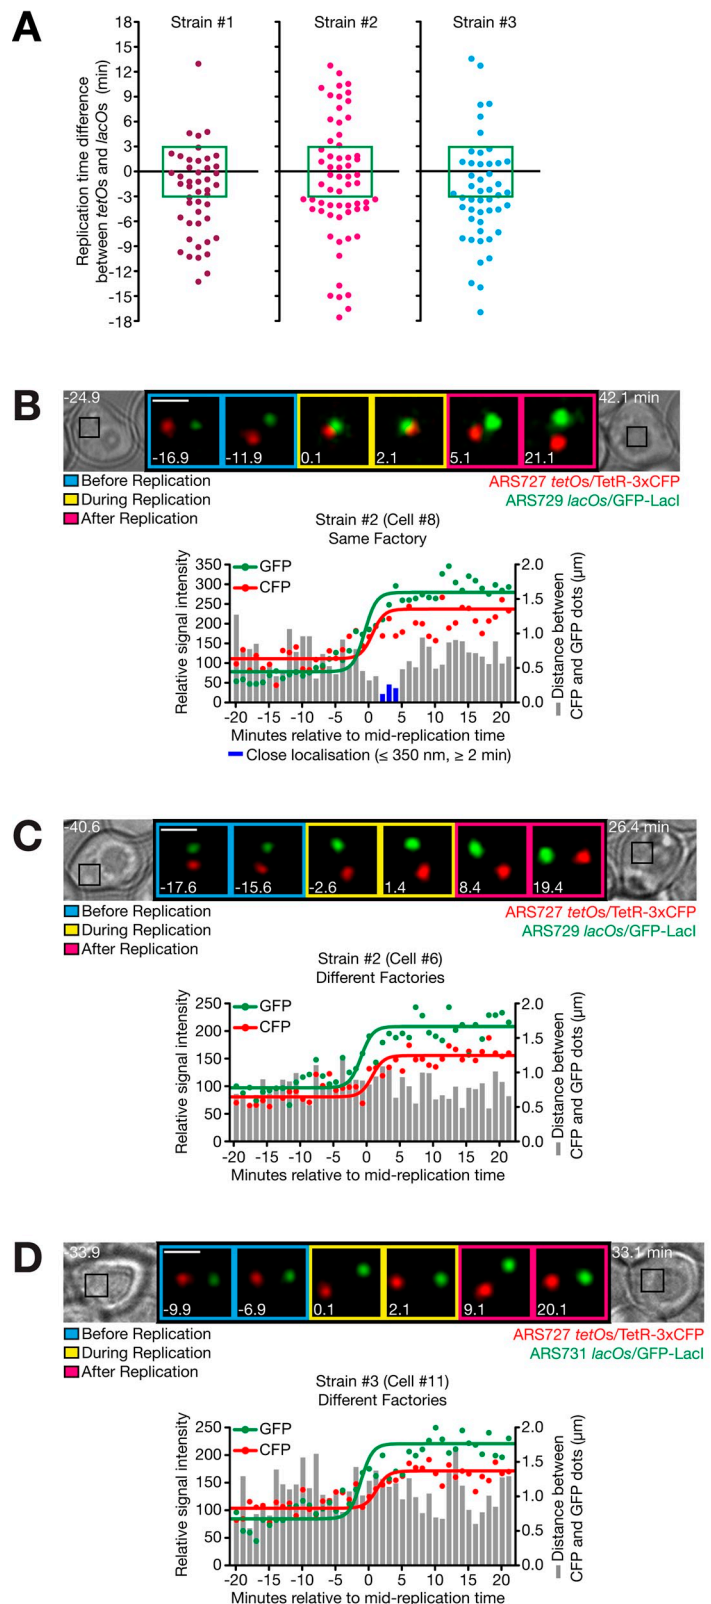 A
Strain #1
Strain #2
Strain #3
Replication time difference
between tetOs and lacOs (min)
18
15
12
9
6
3
0
-3
-6
-9
-12
-15
-18
B
-24.9
-16.9
-11.9
0.1
2.1
5.1
21.1
42.1 min
Before Replication
During Replication
After Replication
ARS727 tetOs/TetR-3xCFP
ARS729 lacOs/GFP-LacI
Strain #2 (Cell #8)
Same Factory
Relative signal intensity
350
300
250
200
150
100
50
0
GFP
CFP
2.0
1.5
1.0
0.5
0.0
Distance between
CFP and GFP dots (µm)
-20 -15 -10 -5 0 5 10 15 20
Minutes relative to mid-replication time
Close localisation (≤ 350 nm, ≥ 2 min)
C
-40.6
-17.6
-15.6
-2.6
1.4
8.4
19.4
26.4 min
Before Replication
During Replication
After Replication
ARS727 tetOs/TetR-3xCFP
ARS729 lacOs/GFP-LacI
Strain #2 (Cell #6)
Different Factories
Relative signal intensity
250
200
150
100
50
0
GFP
CFP
2.0
1.5
1.0
0.5
0.0
Distance between
CFP and GFP dots (µm)
-20 -15 -10 -5 0 5 10 15 20
Minutes relative to mid-replication time
D
-33.9
-9.9
-6.9
0.1
2.1
9.1
20.1
33.1 min
Before Replication
During Replication
After Replication
ARS727 tetOs/TetR-3xCFP
ARS731 lacOs/GFP-LacI
Strain #3 (Cell #11)
Different Factories
Relative signal intensity
250
200
150
100
50
0
GFP
CFP
2.0
1.5
1.0
0.5
0.0
Distance between
CFP and GFP dots (µm)
-20 -15 -10 -5 0 5 10 15 20
Minutes relative to mid-replication time